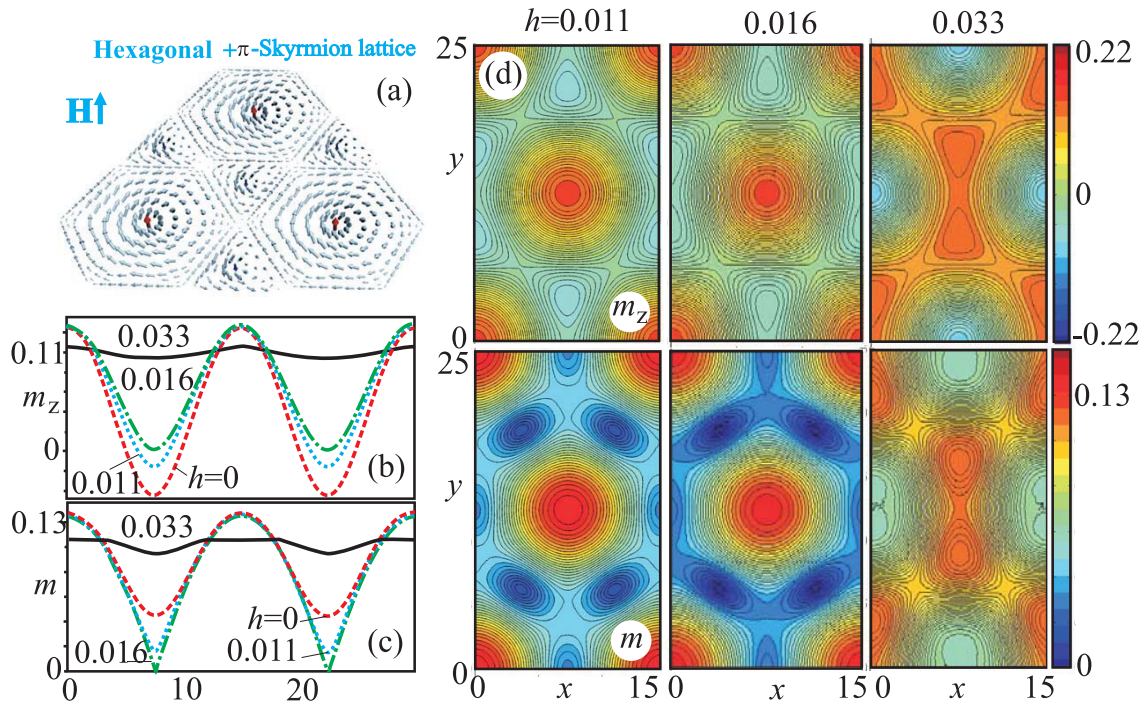 Hexagonal +π-Skyrmion lattice
H
(a)
0.033
0.11
0.016
m_z
0
0.011
h=0
(b)
0.13
0.033
m
h=0
0.016
0.011
(c)
0
0
10
20
h=0.011
0.016
0.033
25
(d)
0.22
y
0
m_z
0
-0.22
25
0.13
y
m
0
0
0
x
15
0
x
15
0
x
15